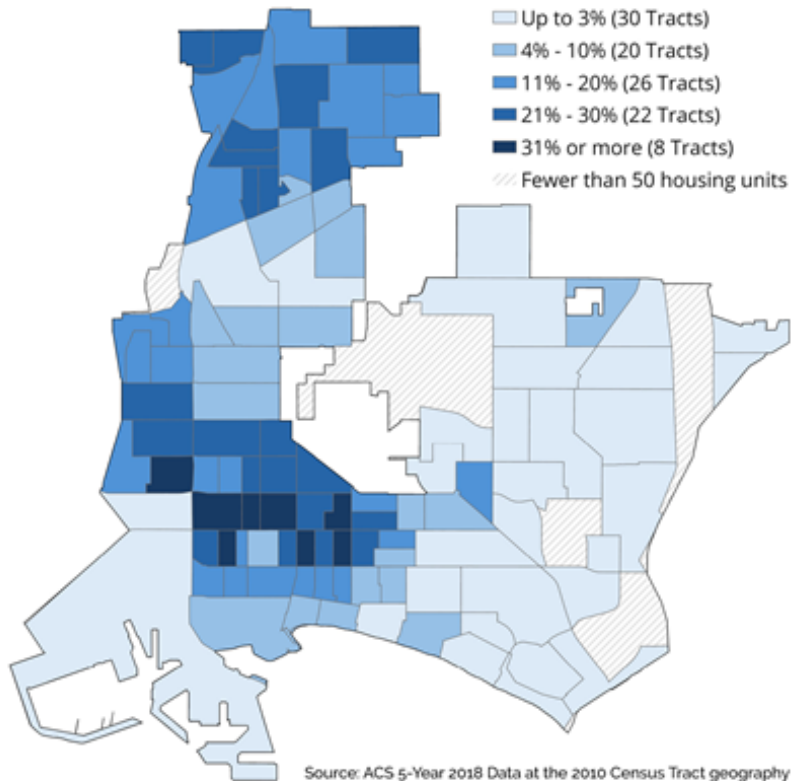 Up to 3% (30 Tracts)
4% - 10% (20 Tracts)
11% - 20% (26 Tracts)
21% - 30% (22 Tracts)
31% or more (8 Tracts)
Fewer than 50 housing units
Source: ACS 5-Year 2018 Data at the 2010 Census Tract geography